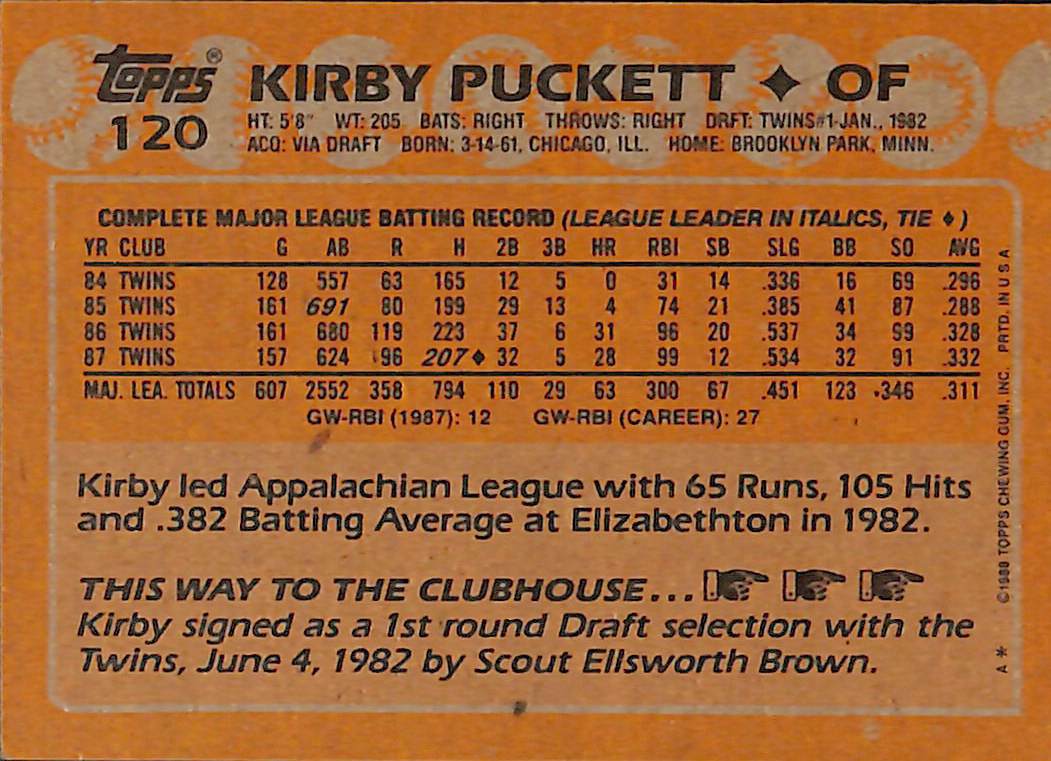 Topps® KIRBY PUCKETT ♦ OF
120 HT: 5'8" WT: 205 BATS: RIGHT THROWS: RIGHT DRFT: TWINS #1-JAN., 1982
ACQ: VIA DRAFT BORN: 3-14-61, CHICAGO, ILL. HOME: BROOKLYN PARK, MINN.
COMPLETE MAJOR LEAGUE BATTING RECORD (LEAGUE LEADER IN ITALICS, TIE ♦)
YR CLUB G AB R H 2B 3B HR RBI SB SLG BB SO AVG
84 TWINS 128 557 63 165 12 5 0 31 14 .336 16 69 .296
85 TWINS 161 691 80 199 29 13 4 74 21 .385 41 87 .288
86 TWINS 161 680 119 223 37 6 31 96 20 .537 34 99 .328
87 TWINS 157 624 96 207♦ 32 5 28 99 12 .534 32 91 .332
MAJ. LEA. TOTALS 607 2552 358 794 110 29 63 300 67 .451 123 346 .311
GW-RBI (1987): 12 GW-RBI (CAREER): 27
Kirby led Appalachian League with 65 Runs, 105 Hits
and .382 Batting Average at Elizabethton in 1982.
THIS WAY TO THE CLUBHOUSE...
Kirby signed as a 1st round Draft selection with the
Twins, June 4, 1982 by Scout Ellsworth Brown.
A* ©1988 TOPPS CHEWING GUM, INC. PRTD. IN U S A